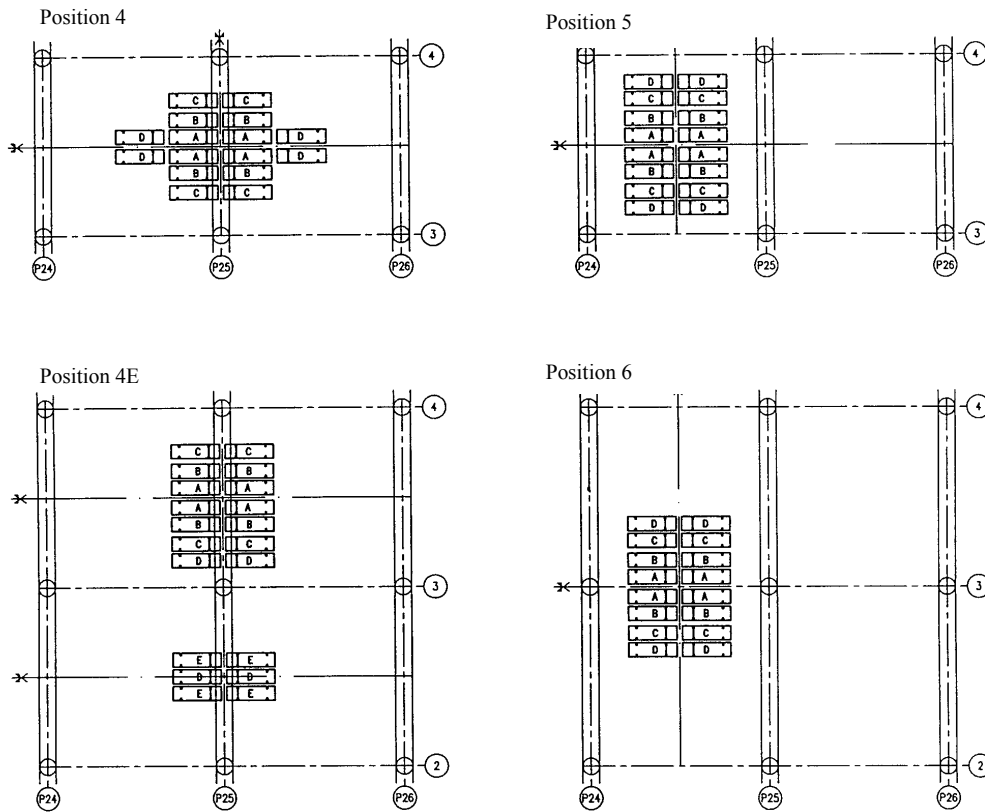 Position 4
4
C C
B B
D A A D
D A A D
B B
C C
3
P24 P25 P26
Position 5
4
D D
C C
B B
A A
A A
B B
C C
D D
3
P24 P25 P26
Position 4E
4
C C
B B
A A
A A
B B
C C
D D
3
E E
D D
E E
2
P24 P25 P26
Position 6
4
D D
C C
B B
A A
3
A A
B B
C C
D D
2
P24 P25 P26